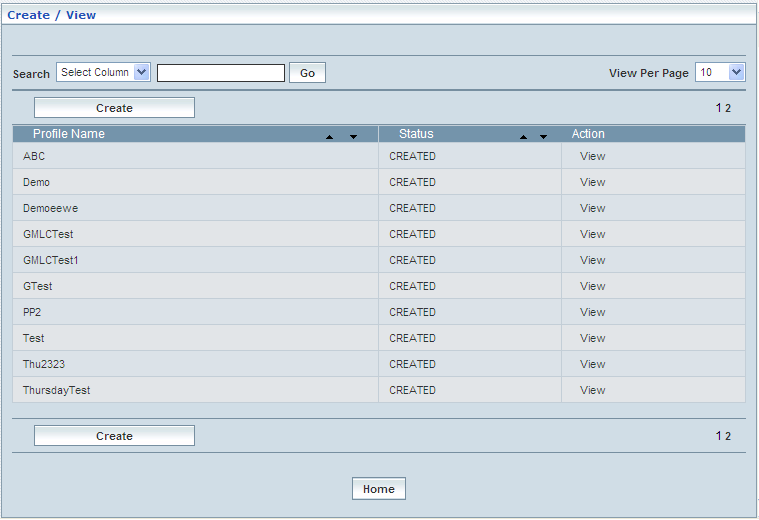 Create / View
Search Select Column Go View Per Page 10
Create 1 2
Profile Name Status Action
ABC CREATED View
Demo CREATED View
Demoeewe CREATED View
GMLCTest CREATED View
GMLCTest1 CREATED View
GTest CREATED View
PP2 CREATED View
Test CREATED View
Thu2323 CREATED View
ThursdayTest CREATED View
Create 1 2
Home